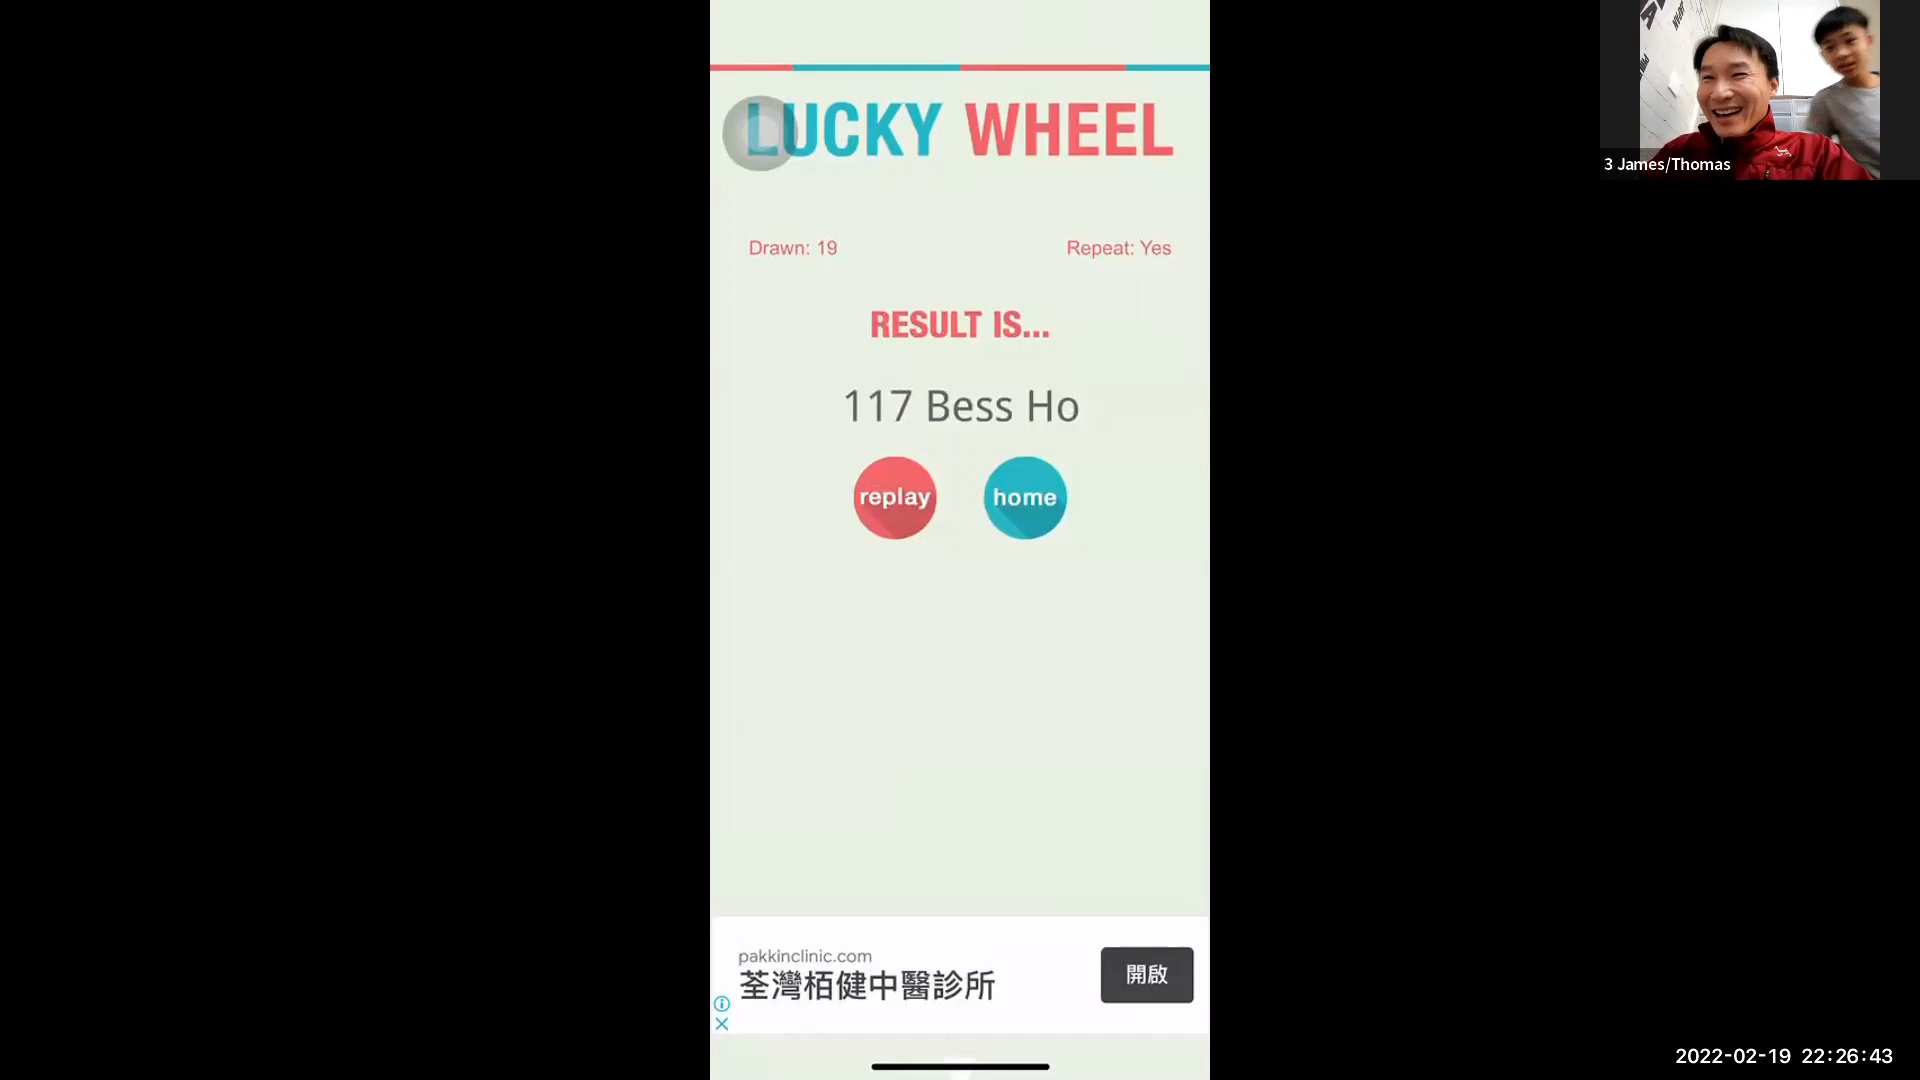 LUCKY WHEEL
Drawn: 19
Repeat: Yes
RESULT IS...
117 Bess Ho
replay
home
pakkinclinic.com
荃灣栢健中醫診所
開啟
3 James/Thomas
2022-02-19 22:26:43